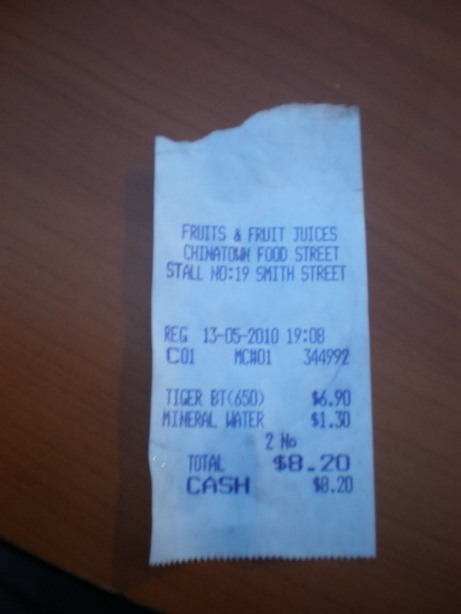 FRUITS & FRUIT JUICES
CHINATOWN FOOD STREET
STALL NO:19 SMITH STREET
REG 13-05-2010 19:08
C01 MC#01 344992
TIGER BT(650) $6.90
MINERAL WATER $1.30
2 No
TOTAL $8.20
CASH $8.20